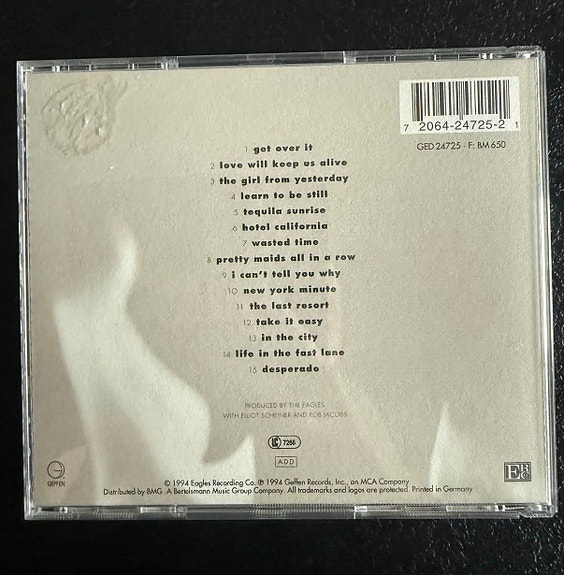 7 2064-24725-2 1
GED 24725 · F: BM 650
1 get over it
2 love will keep us alive
3 the girl from yesterday
4 learn to be still
5 tequila sunrise
6 hotel california
7 wasted time
8 pretty maids all in a row
9 i can't tell you why
10 new york minute
11 the last resort
12 take it easy
13 in the city
14 life in the fast lane
15 desperado
PRODUCED BY THE EAGLES
WITH ELLIOT SCHEINER AND ROB JACOBS
LC 7266
ADD
G
GEFFEN
© 1994 Eagles Recording Co. ℗ 1994 Geffen Records, Inc., an MCA Company
Distributed by BMG. A Bertelsmann Music Group Company. All trademarks and logos are protected. Printed in Germany